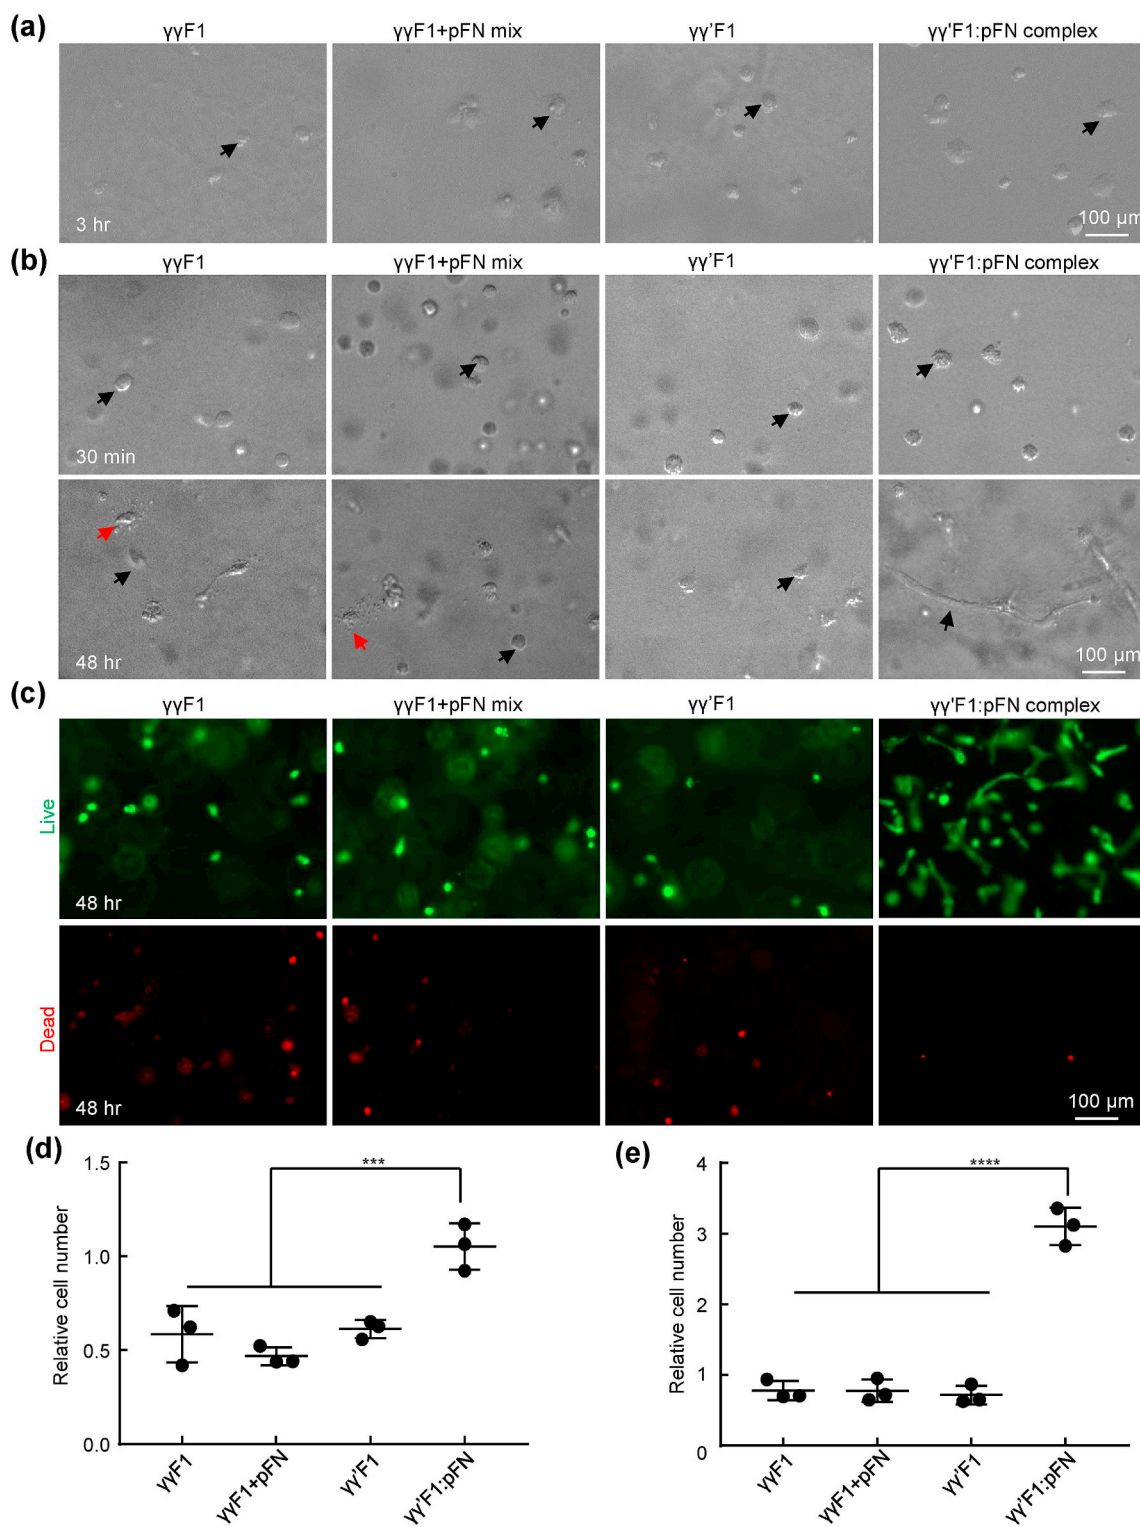 (a)
γγF1 γγF1+pFN mix γγ'F1 γγ'F1:pFN complex
3 hr 100 μm
(b)
γγF1 γγF1+pFN mix γγ'F1 γγ'F1:pFN complex
30 min
48 hr 100 μm
(c)
γγF1 γγF1+pFN mix γγ'F1 γγ'F1:pFN complex
Live
48 hr
Dead
48 hr 100 μm
(d)
Relative cell number
1.5
1.0
0.5
0.0
***
γγF1 γγF1+pFN γγ'F1 γγ'F1:pFN
(e)
Relative cell number
4
3
2
1
0
****
γγF1 γγF1+pFN γγ'F1 γγ'F1:pFN